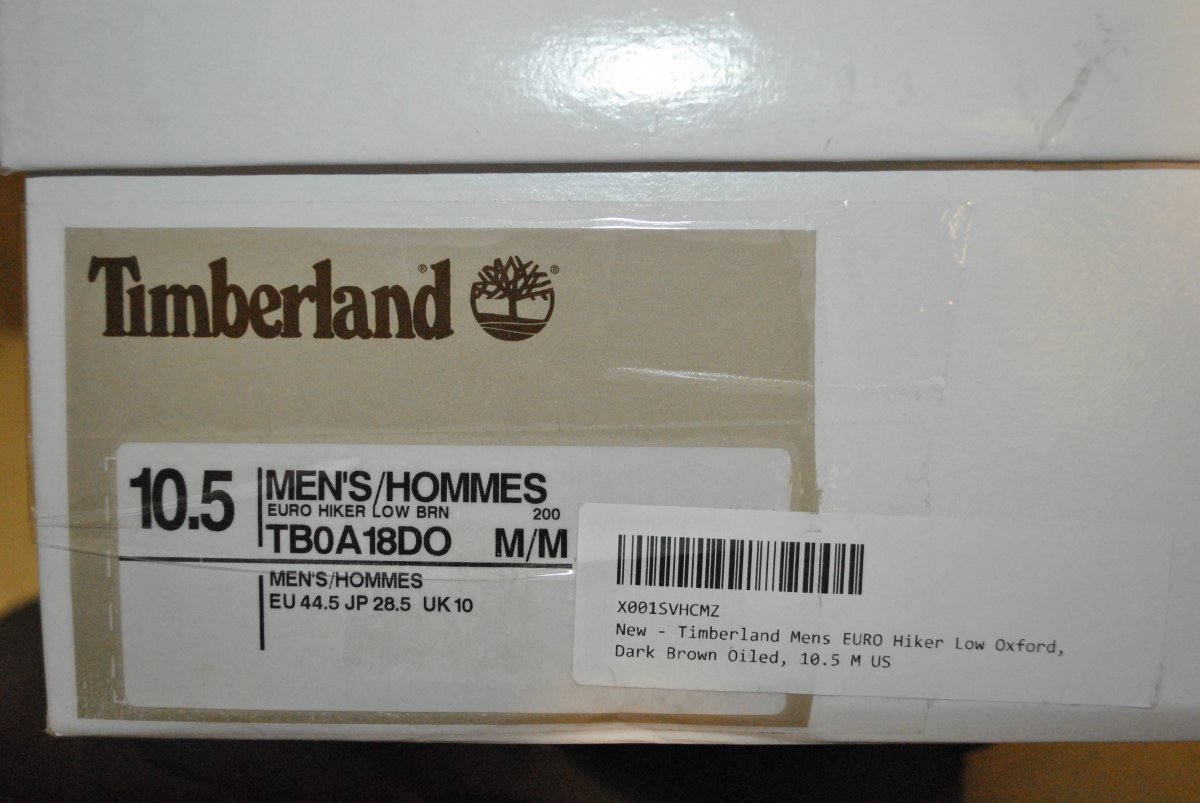 Timberland® ®
10.5
MEN'S/HOMMES
EURO HIKER LOW BRN 200
TB0A18DO M/M
MEN'S/HOMMES
EU 44.5 JP 28.5 UK 10
X001SVHCMZ
New - Timberland Mens EURO Hiker Low Oxford,
Dark Brown Oiled, 10.5 M US